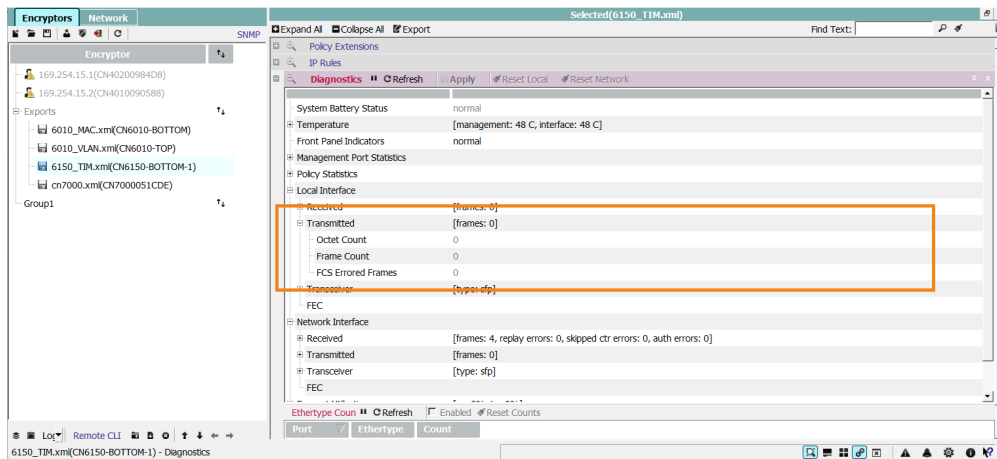 Encryptors Network
SNMP
Encryptor
169.254.15.1(CN40200984D8)
169.254.15.2(CN4010090588)
Exports
6010_MAC.xml(CN6010-BOTTOM)
6010_VLAN.xml(CN6010-TOP)
6150_TIM.xml(CN6150-BOTTOM-1)
cn7000.xml(CN7000051CDE)
Group1
Remote CLI
6150_TIM.xml(CN6150-BOTTOM-1) - Diagnostics
Selected(6150_TIM.xml)
Expand All Collapse All Export Find Text:
Policy Extensions
IP Rules
Diagnostics Refresh Apply Reset Local Reset Network
System Battery Status normal
Temperature [management: 48 C, interface: 48 C]
Front Panel Indicators normal
Management Port Statistics
Policy Statistics
Local Interface
Received [frames: 0]
Transmitted [frames: 0]
Octet Count 0
Frame Count 0
FCS Errored Frames 0
Transceiver [type: sfp]
FEC
Network Interface
Received [frames: 4, replay errors: 0, skipped ctr errors: 0, auth errors: 0]
Transmitted [frames: 0]
Transceiver [type: sfp]
FEC
Ethertype Coun Refresh Enabled Reset Counts
Port Ethertype Count